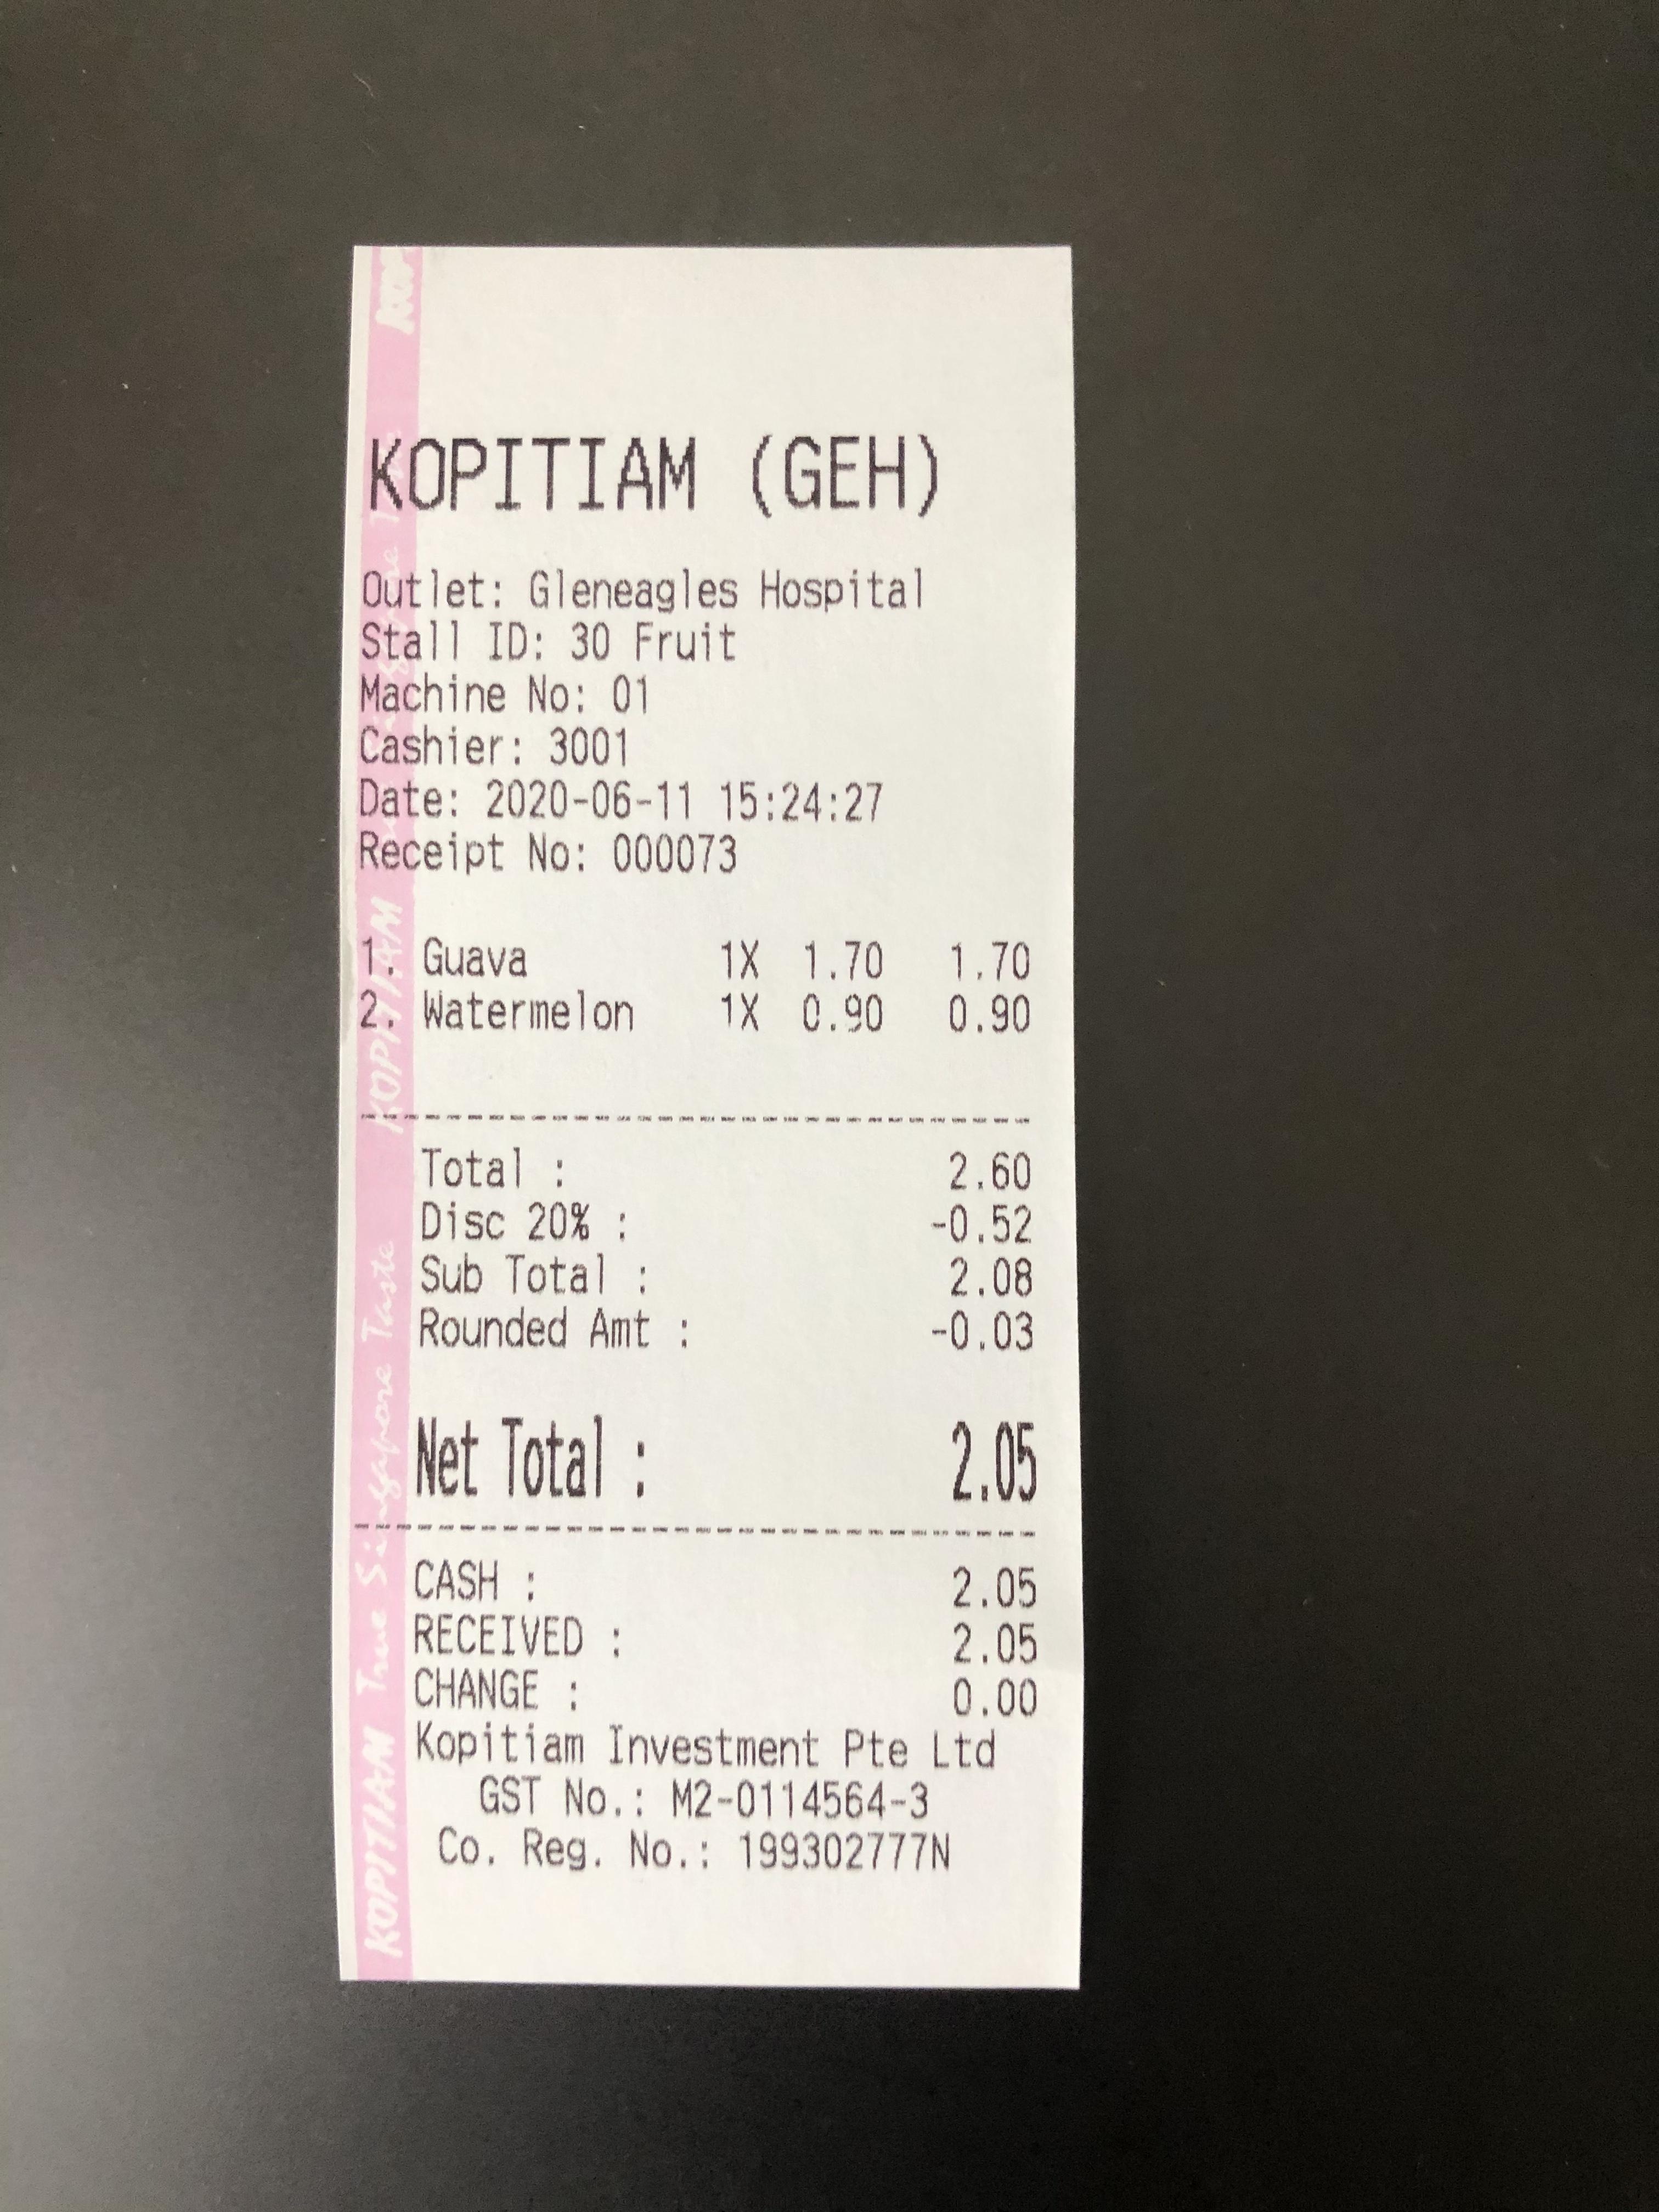 KOPITIAM (GEH)
Outlet: Gleneagles Hospital
Stall ID: 30 Fruit
Machine No: 01
Cashier: 3001
Date: 2020-06-11 15:24:27
Receipt No: 000073
1. Guava 1X 1.70 1.70
2. Watermelon 1X 0.90 0.90
Total : 2.60
Disc 20% : -0.52
Sub Total : 2.08
Rounded Amt : -0.03
Net Total : 2.05
CASH : 2.05
RECEIVED : 2.05
CHANGE : 0.00
Kopitiam Investment Pte Ltd
GST No.: M2-0114564-3
Co. Reg. No.: 199302777N
KOPITIAM True Singapore Taste KOPITIAM